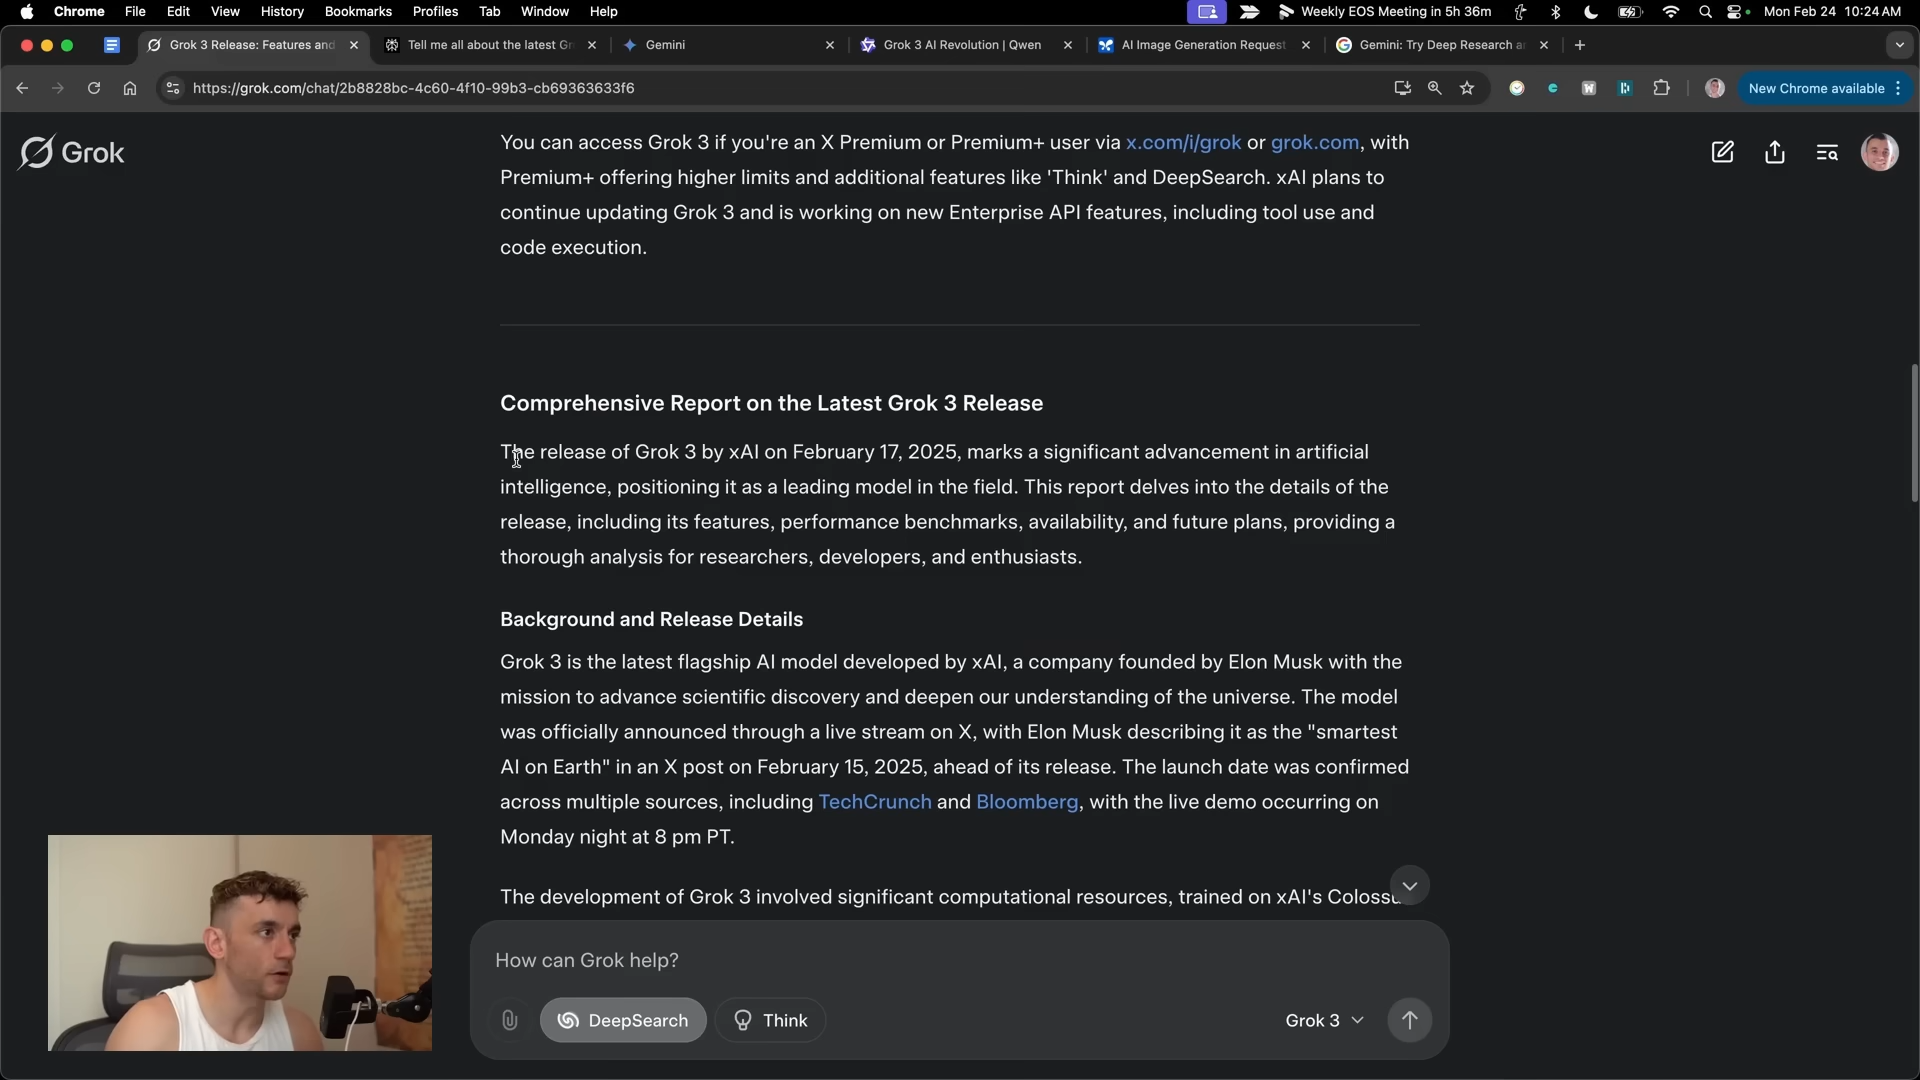 Chrome File Edit View History Bookmarks Profiles Tab Window Help Weekly EOS Meeting in 5h 36m Mon Feb 24 10:24 AM
Grok 3 Release: Features and Tell me all about the latest Gr Gemini Grok 3 AI Revolution | Qwen AI Image Generation Request Gemini: Try Deep Research a
https://grok.com/chat/2b8828bc-4c60-4f10-99b3-cb69363633f6 New Chrome available
Grok
You can access Grok 3 if you're an X Premium or Premium+ user via x.com/i/grok or grok.com, with
Premium+ offering higher limits and additional features like 'Think' and DeepSearch. xAI plans to
continue updating Grok 3 and is working on new Enterprise API features, including tool use and
code execution.
Comprehensive Report on the Latest Grok 3 Release
The release of Grok 3 by xAI on February 17, 2025, marks a significant advancement in artificial
intelligence, positioning it as a leading model in the field. This report delves into the details of the
release, including its features, performance benchmarks, availability, and future plans, providing a
thorough analysis for researchers, developers, and enthusiasts.
Background and Release Details
Grok 3 is the latest flagship AI model developed by xAI, a company founded by Elon Musk with the
mission to advance scientific discovery and deepen our understanding of the universe. The model
was officially announced through a live stream on X, with Elon Musk describing it as the "smartest
AI on Earth" in an X post on February 15, 2025, ahead of its release. The launch date was confirmed
across multiple sources, including TechCrunch and Bloomberg, with the live demo occurring on
Monday night at 8 pm PT.
The development of Grok 3 involved significant computational resources, trained on xAI's Colossu
How can Grok help?
DeepSearch Think Grok 3